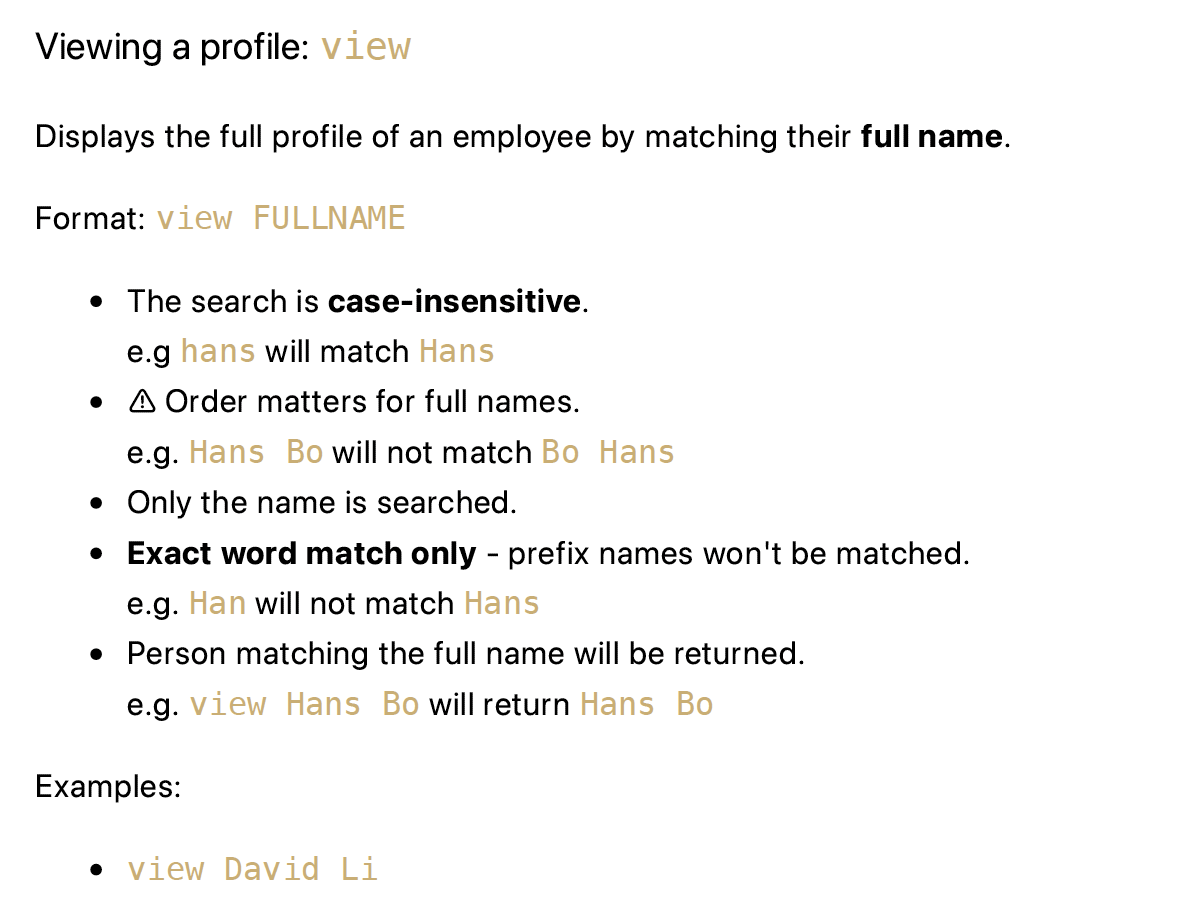 Viewing a profile: view
Displays the full profile of an employee by matching their full name.
Format: view FULLNAME
• The search is case-insensitive.
e.g hans will match Hans
• ⚠ Order matters for full names.
e.g. Hans Bo will not match Bo Hans
• Only the name is searched.
• Exact word match only - prefix names won't be matched.
e.g. Han will not match Hans
• Person matching the full name will be returned.
e.g. view Hans Bo will return Hans Bo
Examples:
• view David Li